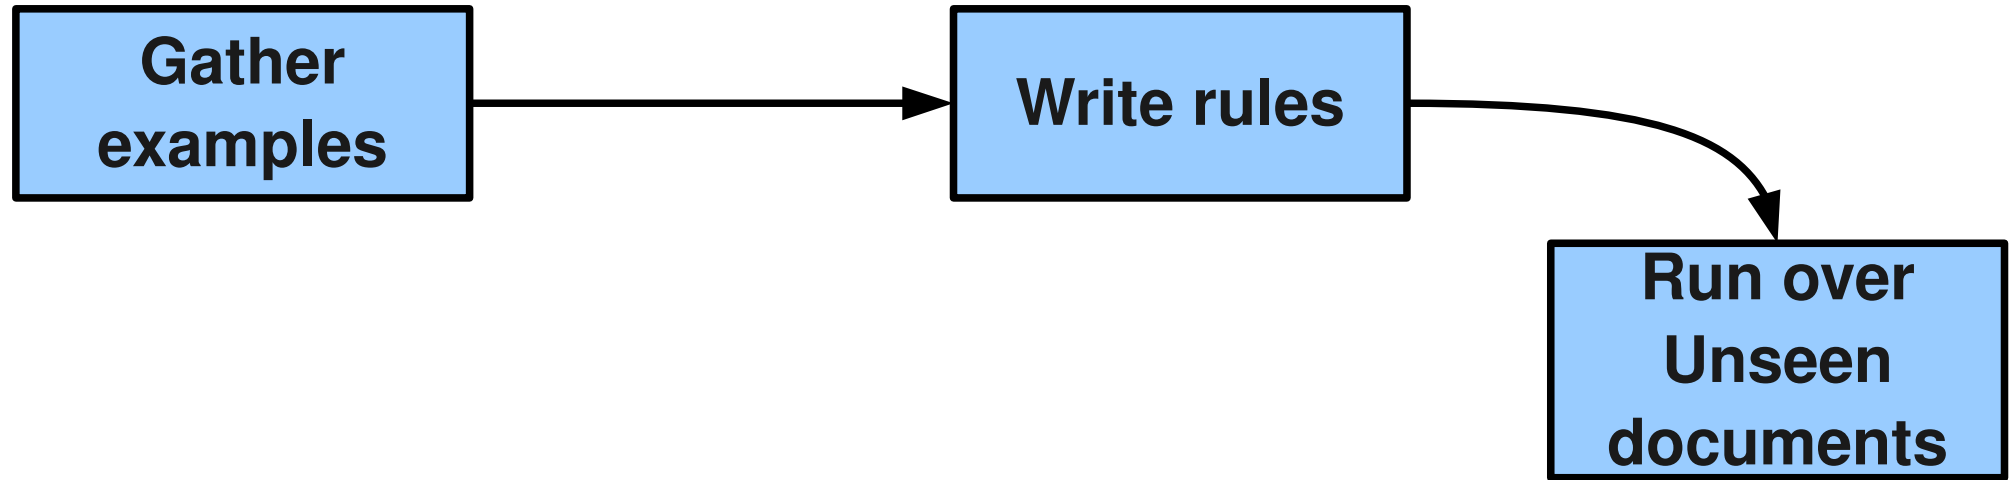 Gather
examples
Write rules
Run over
Unseen
documents